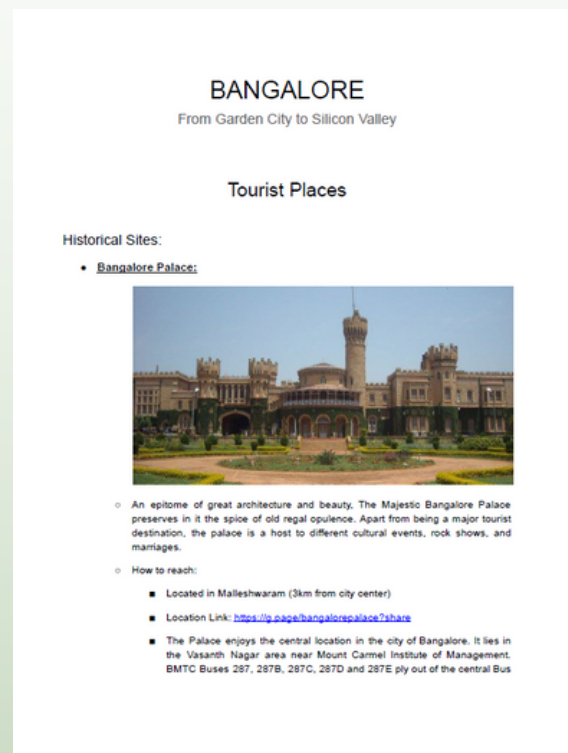 BANGALORE
From Garden City to Silicon Valley
Tourist Places
Historical Sites:
● Bangalore Palace:
○ An epitome of great architecture and beauty, The Majestic Bangalore Palace
preserves in it the spice of old regal opulence. Apart from being a major tourist
destination, the palace is a host to different cultural events, rock shows, and
marriages.
○ How to reach:
■ Located in Malleshwaram (3km from city center)
■ Location Link: https://g.page/bangalorepalace?share
■ The Palace enjoys the central location in the city of Bangalore. It lies in
the Vasanth Nagar area near Mount Carmel Institute of Management.
BMTC Buses 287, 287B, 287C, 287D and 287E ply out of the central Bus